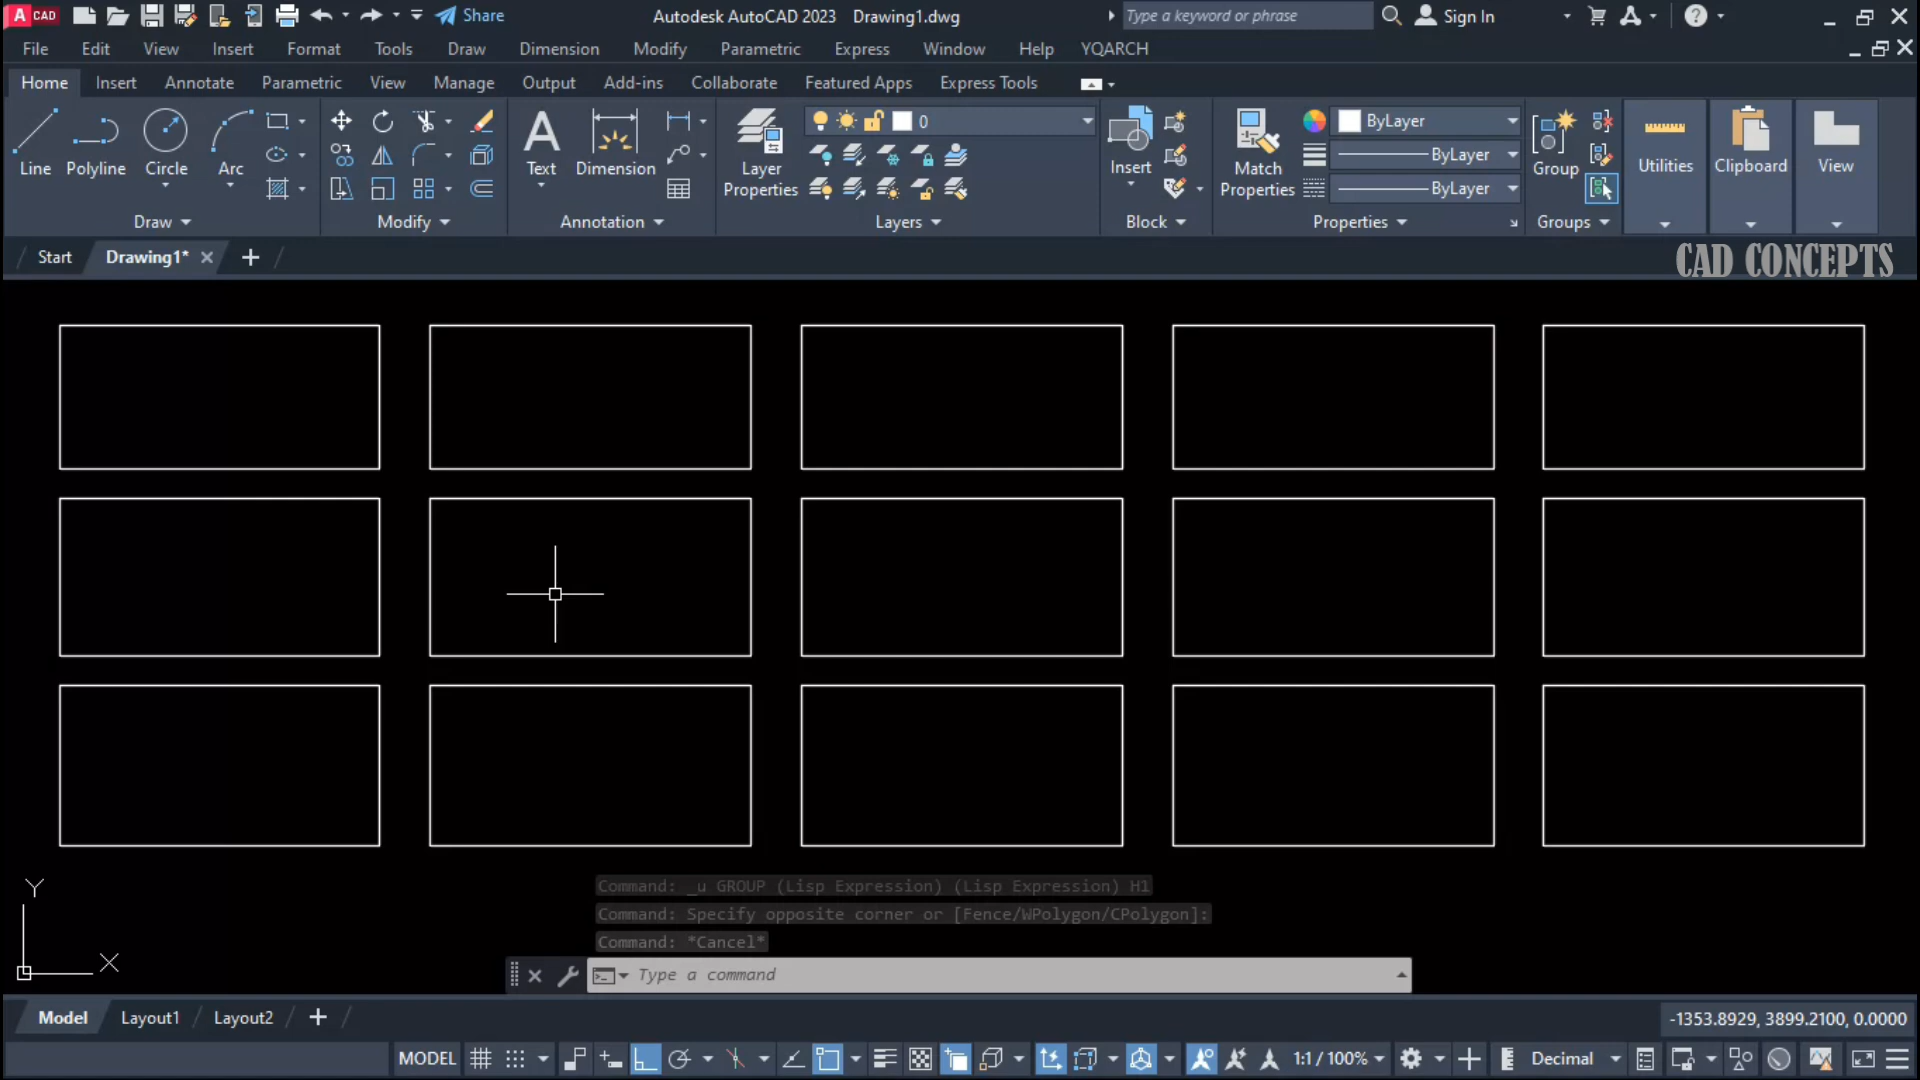 A CAD Share Autodesk AutoCAD 2023 Drawing1.dwg Type a keyword or phrase Sign In ?
File Edit View Insert Format Tools Draw Dimension Modify Parametric Express Window Help YQARCH
Home Insert Annotate Parametric View Manage Output Add-ins Collaborate Featured Apps Express Tools
0 ByLayer
ByLayer
Line Polyline Circle Arc A Text Dimension Layer Properties Insert Match Properties Group Utilities Clipboard View
ByLayer
Draw Modify Annotation Layers Block Properties Groups
Start Drawing1* +
CAD CONCEPTS
Command: _u GROUP (Lisp Expression) (Lisp Expression) H1
Command: Specify opposite corner or [Fence/WPolygon/CPolygon]:
Command: *Cancel*
Type a command
Y
X
Model Layout1 Layout2 + -1353.8929, 3899.2100, 0.0000
MODEL 1:1 / 100% Decimal